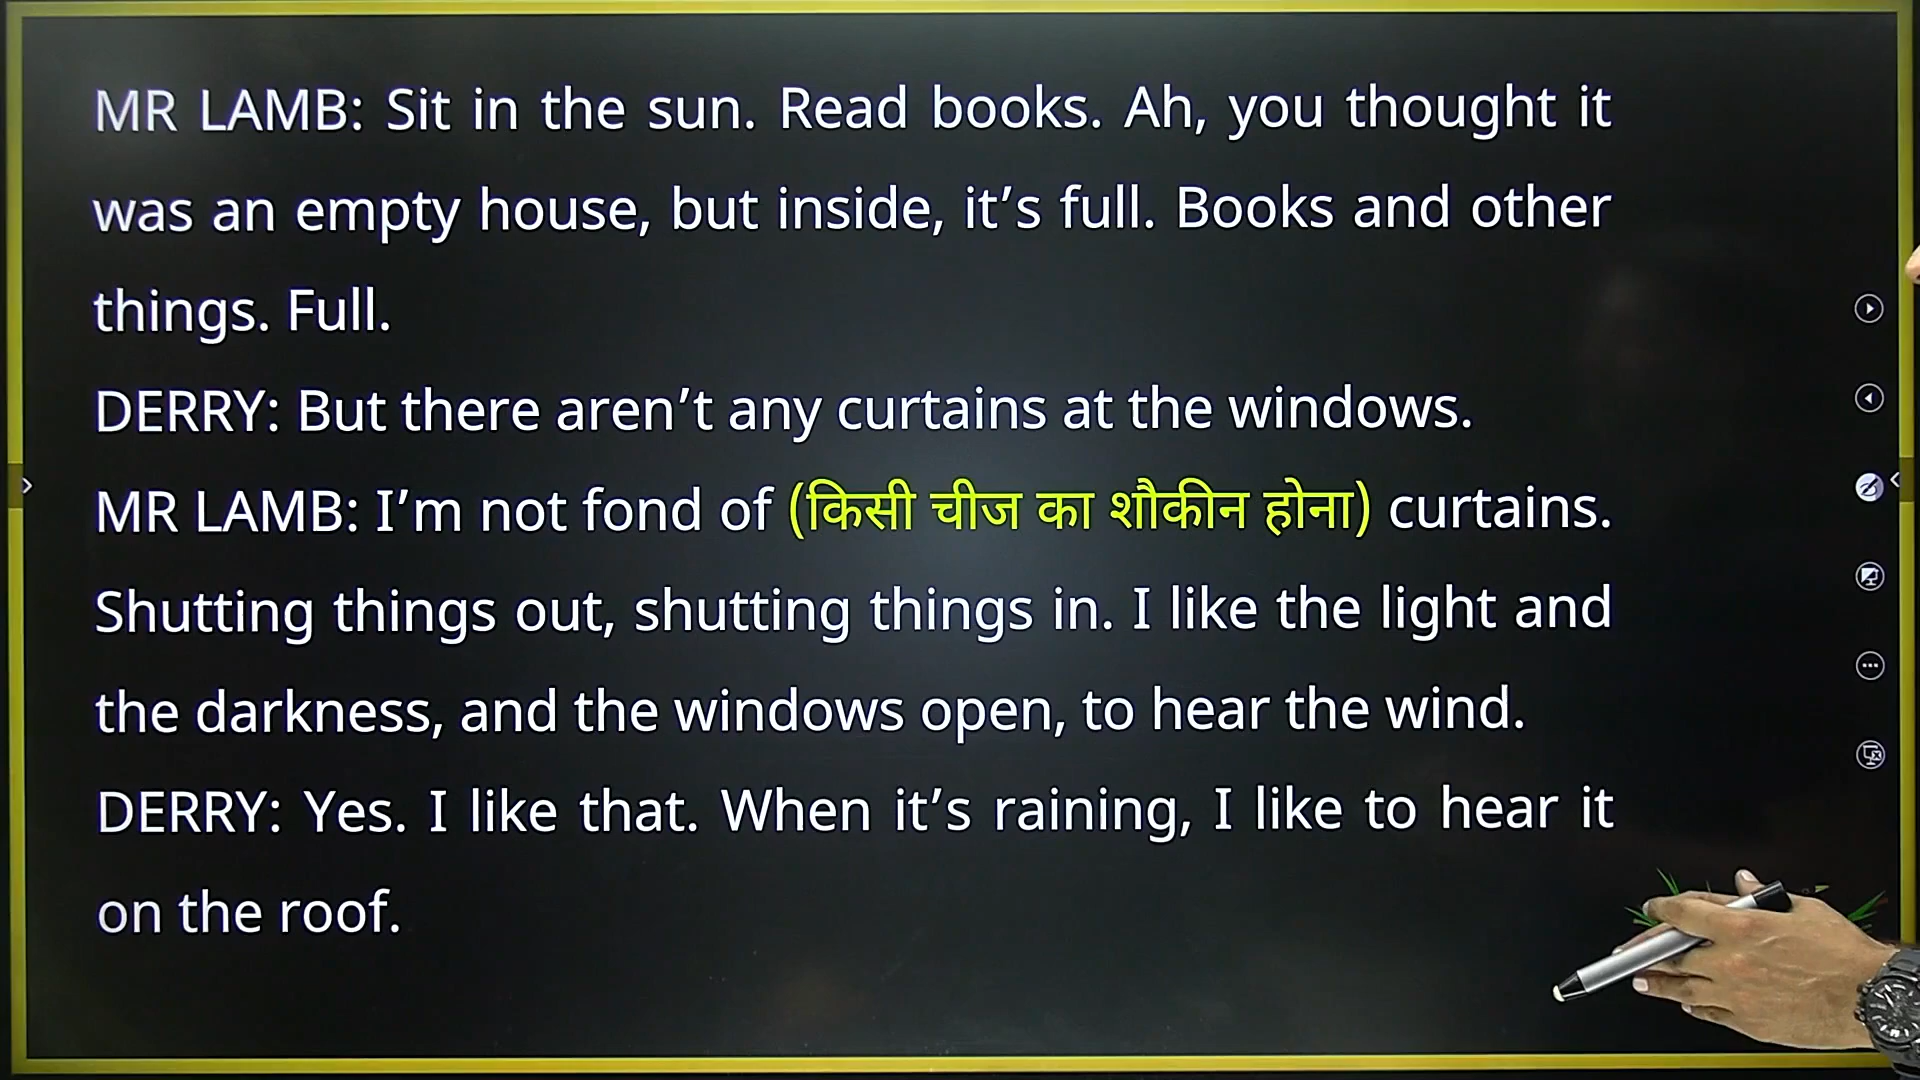 MR LAMB: Sit in the sun. Read books. Ah, you thought it
was an empty house, but inside, it’s full. Books and other
things. Full.
DERRY: But there aren’t any curtains at the windows.
MR LAMB: I’m not fond of (किसी चीज का शौकीन होना) curtains.
Shutting things out, shutting things in. I like the light and
the darkness, and the windows open, to hear the wind.
DERRY: Yes. I like that. When it’s raining, I like to hear it
on the roof.